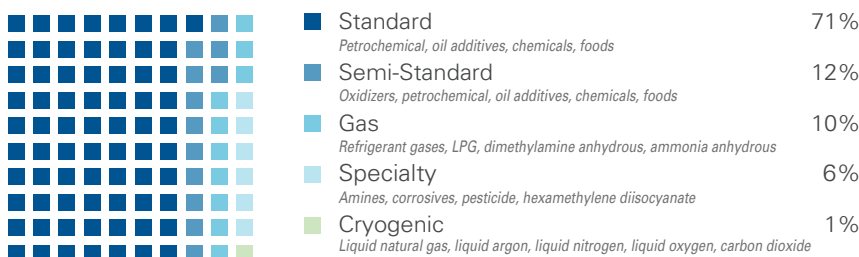 Standard 71%
Petrochemical, oil additives, chemicals, foods
Semi-Standard 12%
Oxidizers, petrochemical, oil additives, chemicals, foods
Gas 10%
Refrigerant gases, LPG, dimethylamine anhydrous, ammonia anhydrous
Specialty 6%
Amines, corrosives, pesticide, hexamethylene diisocyanate
Cryogenic 1%
Liquid natural gas, liquid argon, liquid nitrogen, liquid oxygen, carbon dioxide